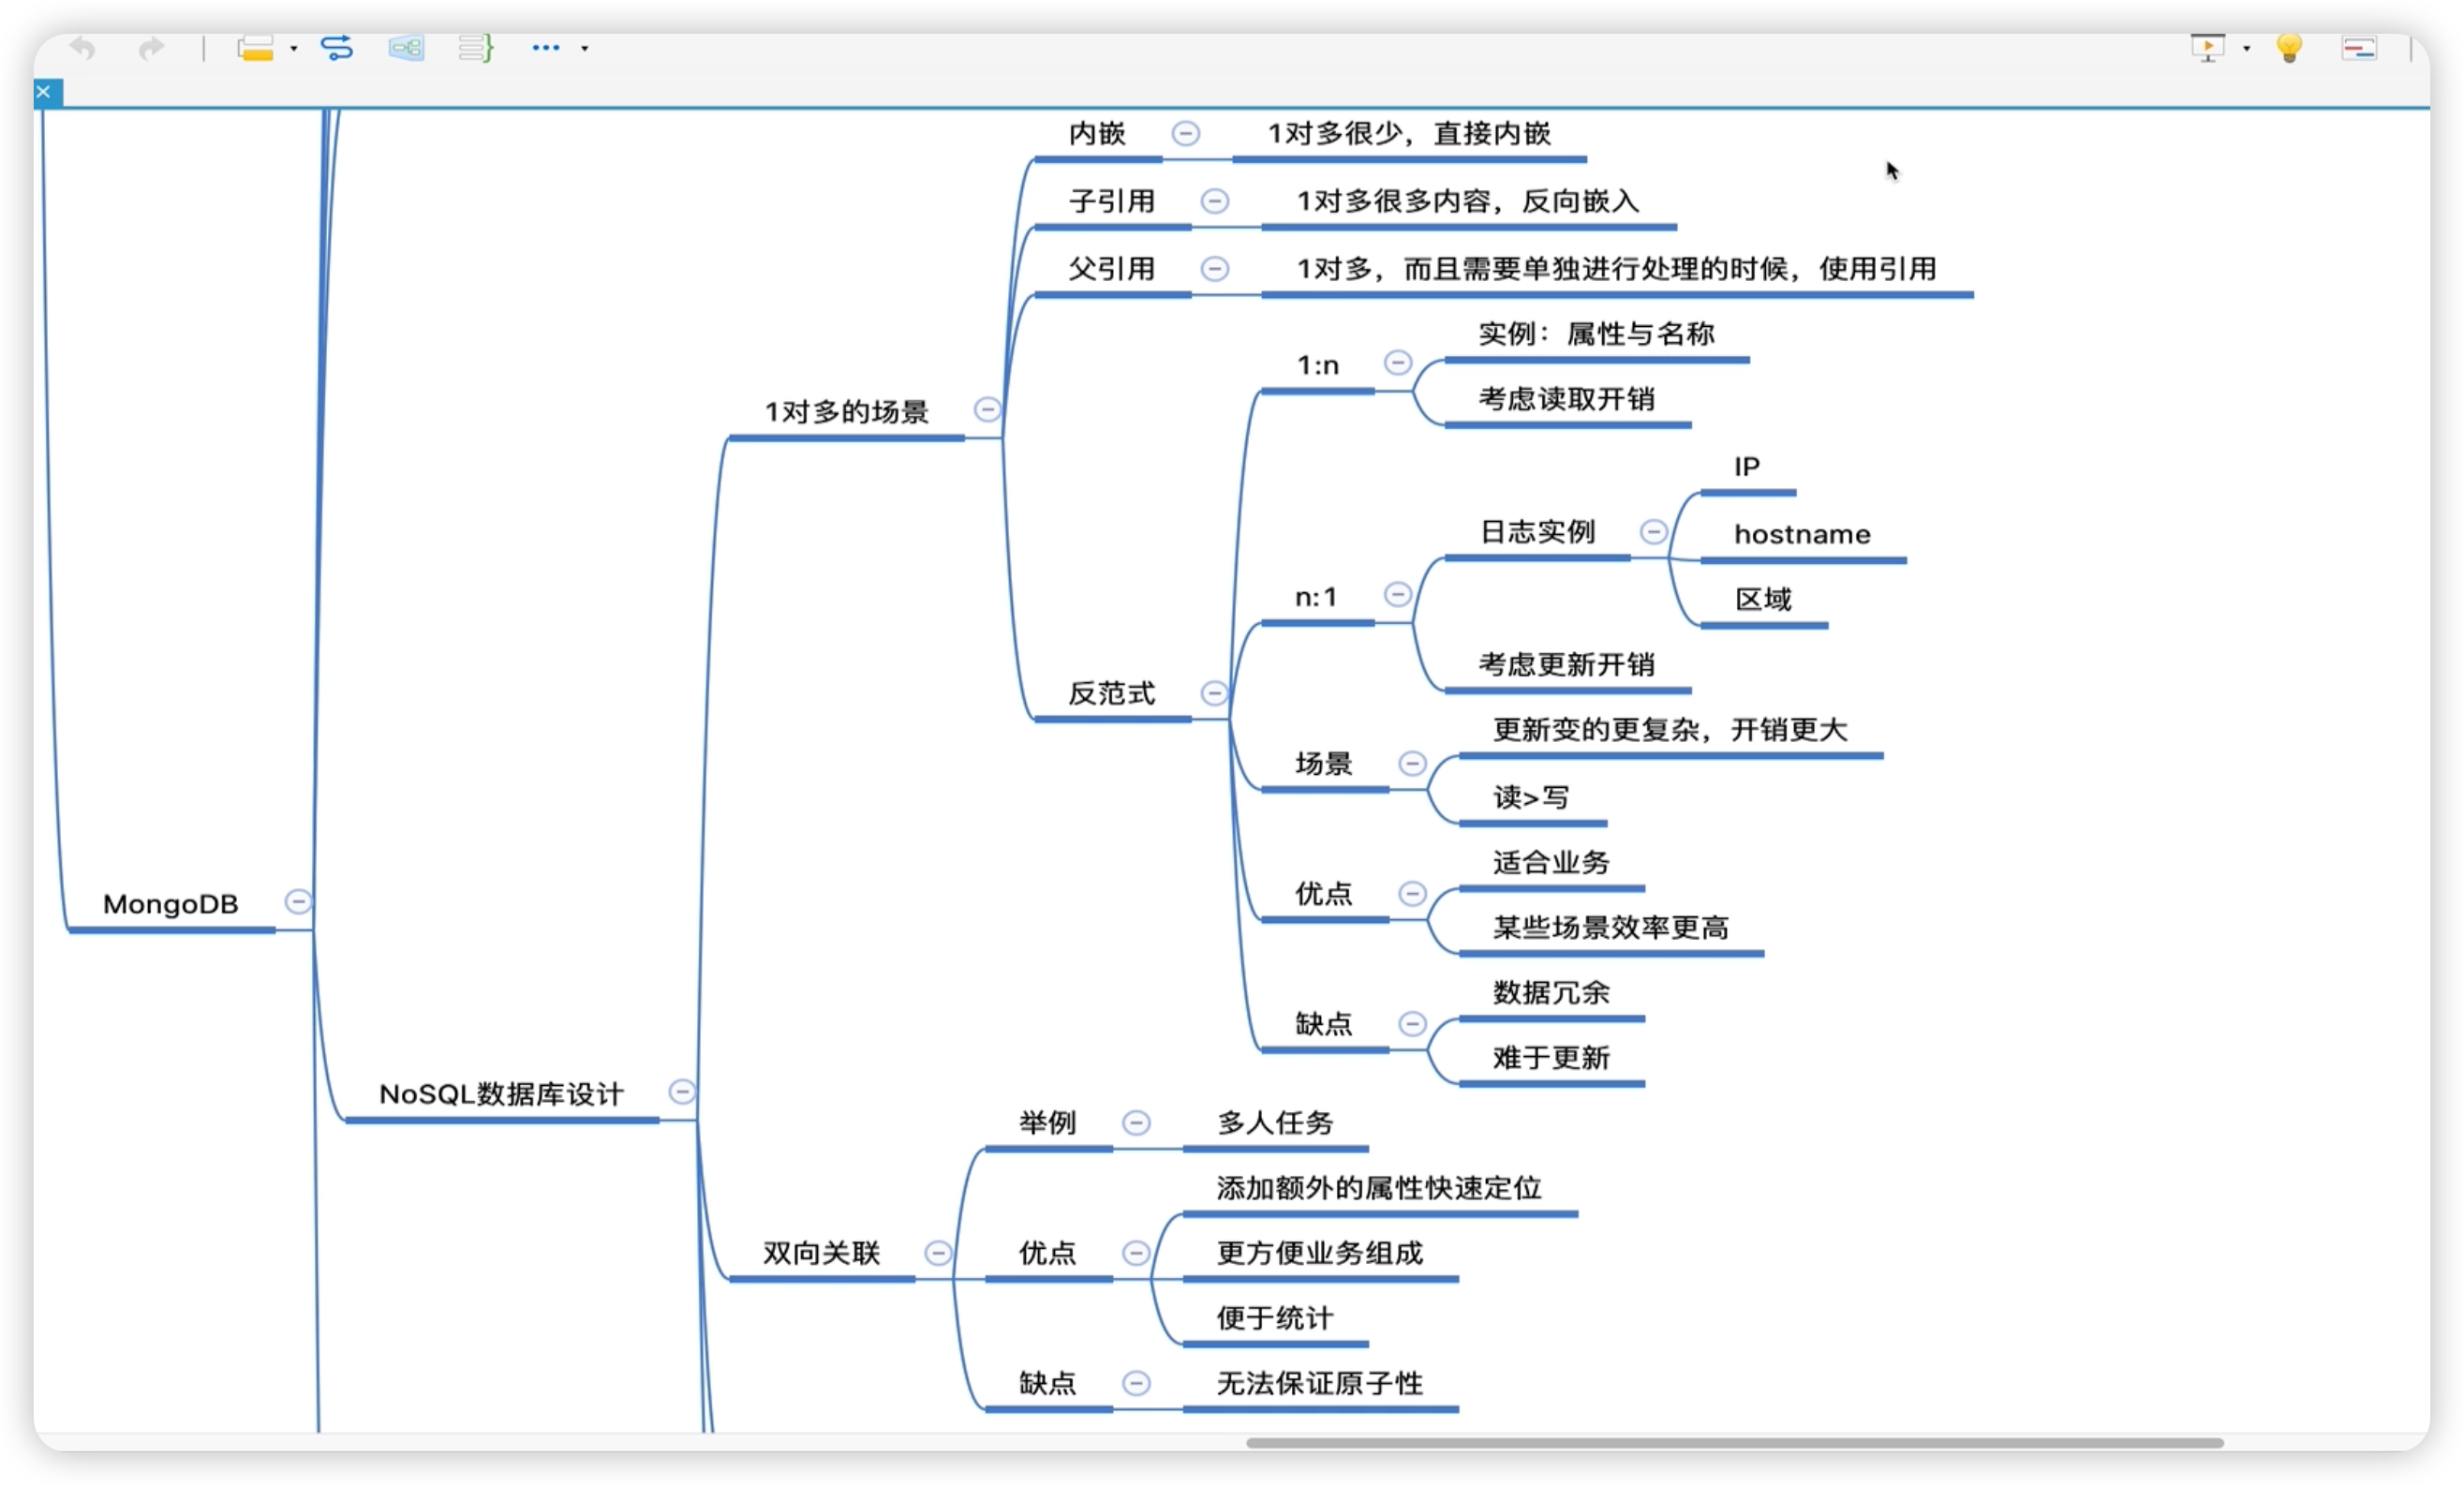 MongoDB
NoSQL数据库设计
1对多的场景
内嵌
1对多很少，直接内嵌
子引用
1对多很多内容，反向嵌入
父引用
1对多，而且需要单独进行处理的时候，使用引用
反范式
1:n
实例：属性与名称
考虑读取开销
n:1
日志实例
IP
hostname
区域
考虑更新开销
场景
更新变的更复杂，开销更大
读>写
优点
适合业务
某些场景效率更高
缺点
数据冗余
难于更新
双向关联
举例
多人任务
优点
添加额外的属性快速定位
更方便业务组成
便于统计
缺点
无法保证原子性